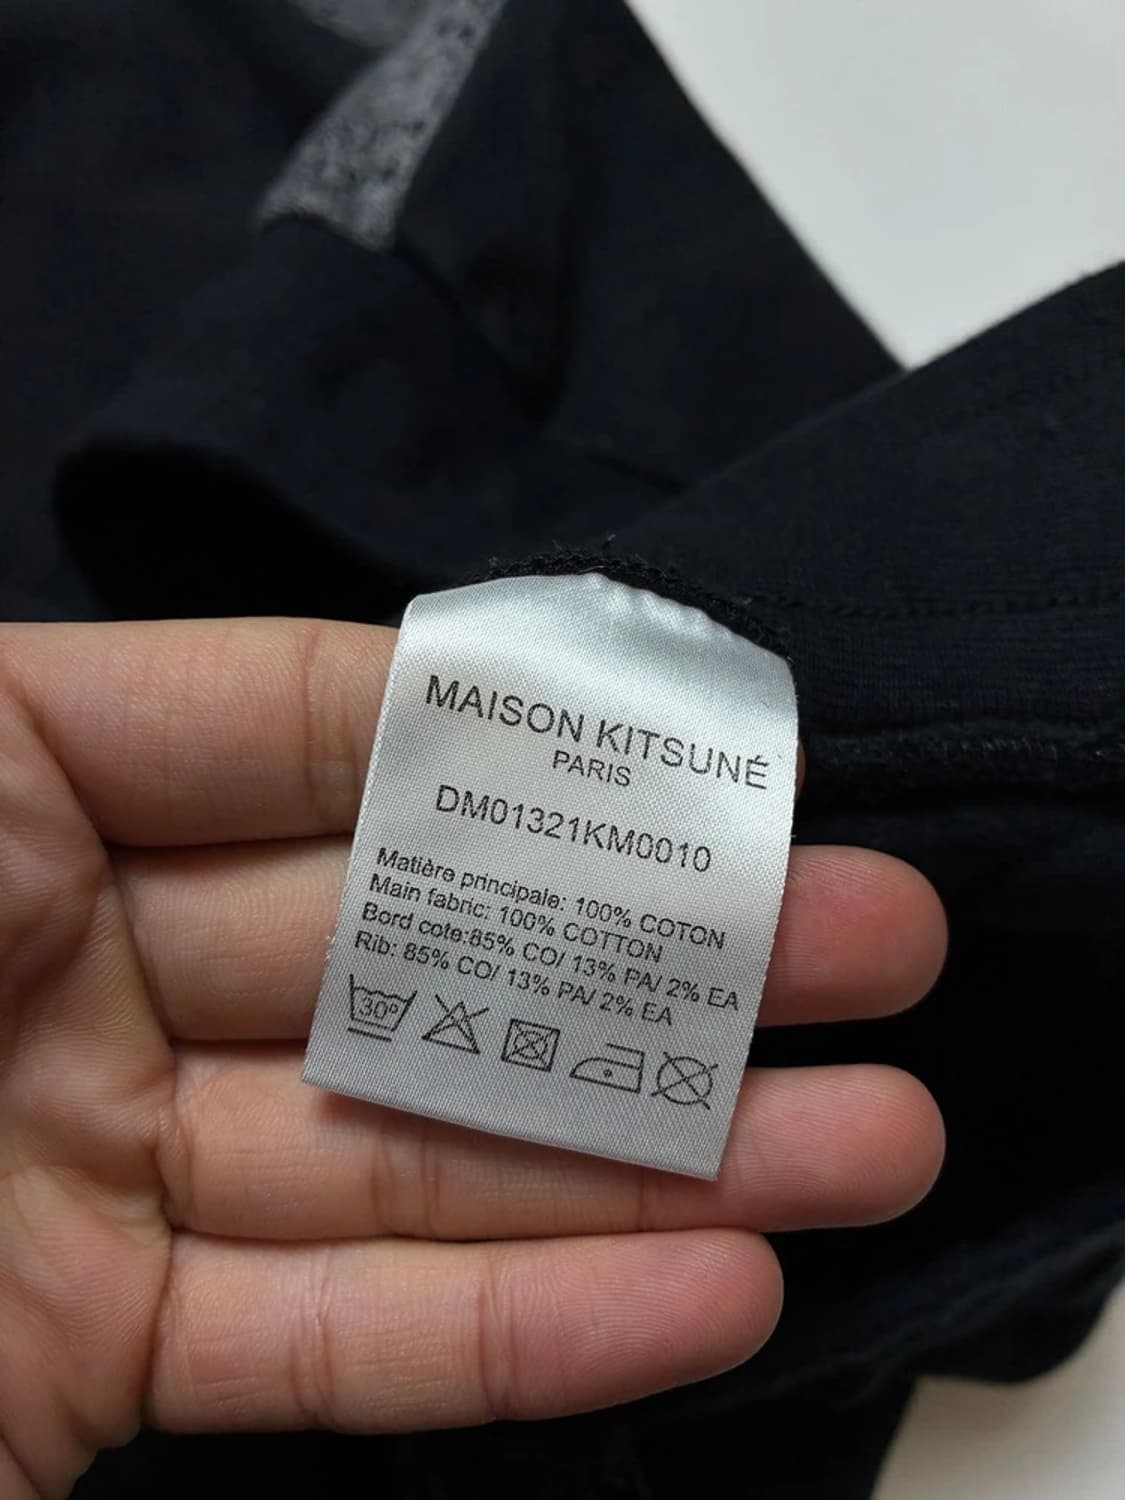 MAISON KITSUNÉ
PARIS
DM01321KM0010
Matière principale: 100% COTON
Main fabric: 100% COTTON
Bord cote:85% CO/ 13% PA/ 2% EA
Rib: 85% CO/ 13% PA/ 2% EA
30°